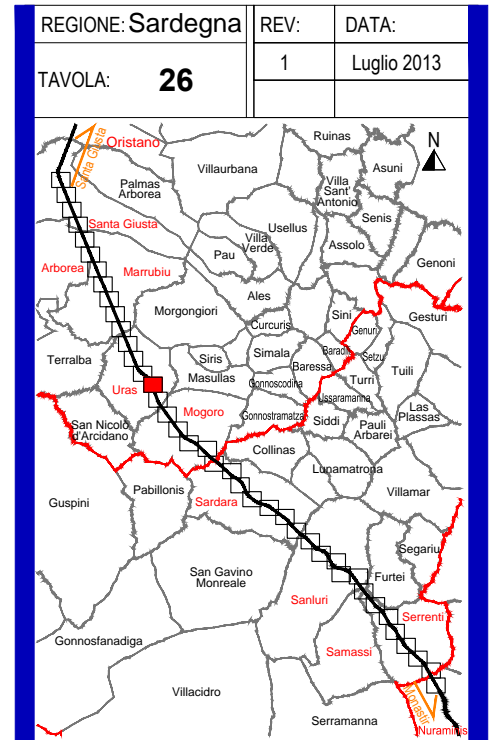 REGIONE: Sardegna
REV:
DATA:
TAVOLA: 26
1
Luglio 2013
N
Santa Giusta
Oristano
Ruinas
Villaurbana
Asuni
Palmas
Arborea
Villa
Sant'
Antonio
Senis
Santa Giusta
Usellus
Villa
Verde
Assolo
Pau
Genoni
Arborea
Marrubiu
Ales
Morgongiori
Sini
Gesturi
Curcuris
Genuri
Terralba
Siris
Simala
Baradili
Setzu
Baressa
Tuili
Masullas
Gonnoscodina
Turri
Uras
Ussaramanna
Mogoro
Gonnostramatza
Siddi
Las
Plassas
San Nicolò
d'Arcidano
Pauli
Arbarei
Collinas
Lunamatrona
Pabillonis
Villamar
Guspini
Sardara
Segariu
San Gavino
Monreale
Furtei
Sanluri
Serrenti
Gonnosfanadiga
Samassi
Villacidro
Monastir
Serramanna
Nuraminis